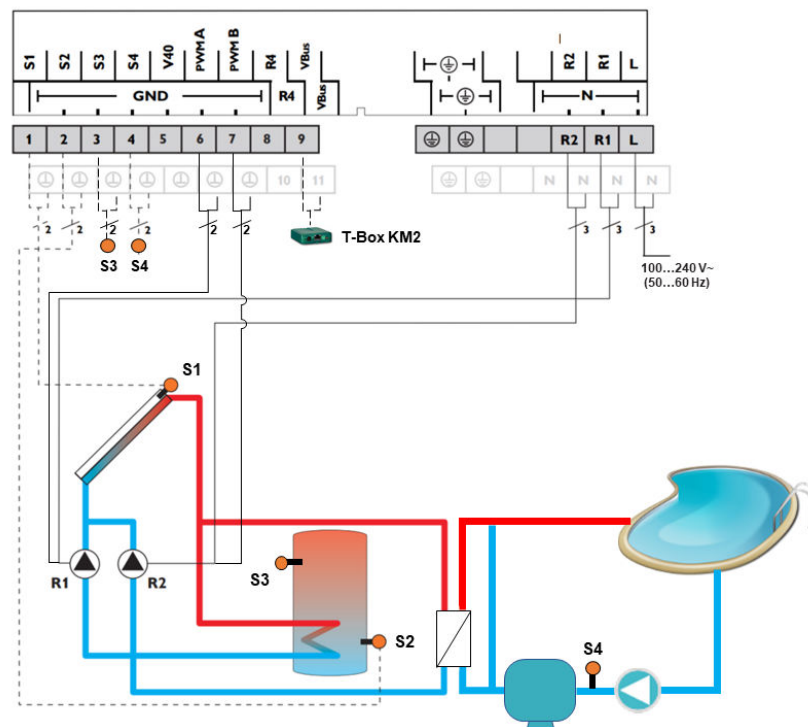 S1 S2 S3 S4 V40 PWM A PWM B R4 VBus R2 R1 L
GND R4 VBus N
1 2 3 4 5 6 7 8 9 R2 R1 L
10 11 N N N
2 2 2 2 2 2 3 3 3
S3 S4
T-Box KM2
100...240 V~
(50...60 Hz)
S1
S3
R1 R2
S2
S4